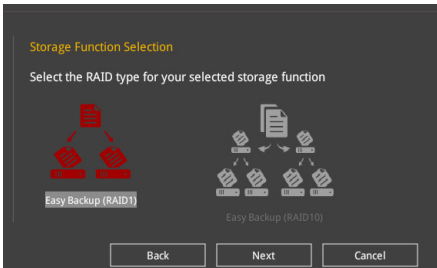 Storage Function Selection
Select the RAID type for your selected storage function
Easy Backup (RAID1)
Easy Backup (RAID10)
Back
Next
Cancel